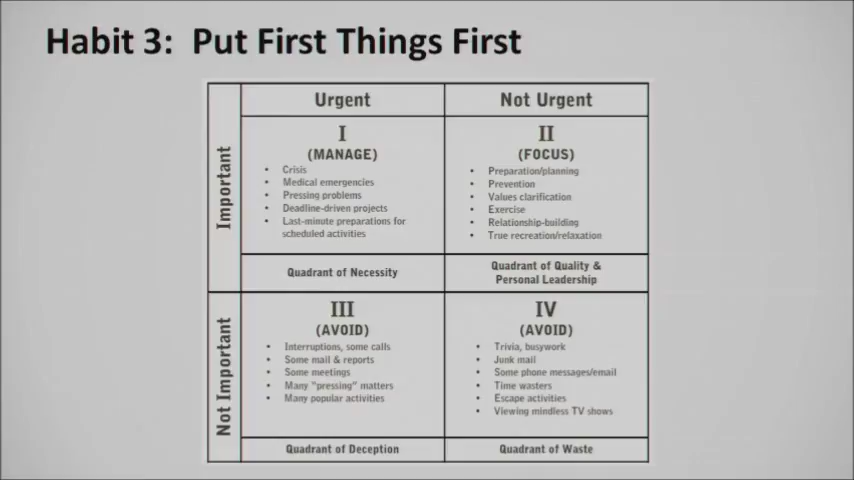 Habit 3: Put First Things First
Urgent
Not Urgent
Important
I
(MANAGE)
• Crisis
• Medical emergencies
• Pressing problems
• Deadline-driven projects
• Last-minute preparations for
scheduled activities
Quadrant of Necessity
II
(FOCUS)
• Preparation/planning
• Prevention
• Values clarification
• Exercise
• Relationship-building
• True recreation/relaxation
Quadrant of Quality &
Personal Leadership
Not Important
III
(AVOID)
• Interruptions, some calls
• Some mail & reports
• Some meetings
• Many "pressing" matters
• Many popular activities
Quadrant of Deception
IV
(AVOID)
• Trivia, busywork
• Junk mail
• Some phone messages/email
• Time wasters
• Escape activities
• Viewing mindless TV shows
Quadrant of Waste